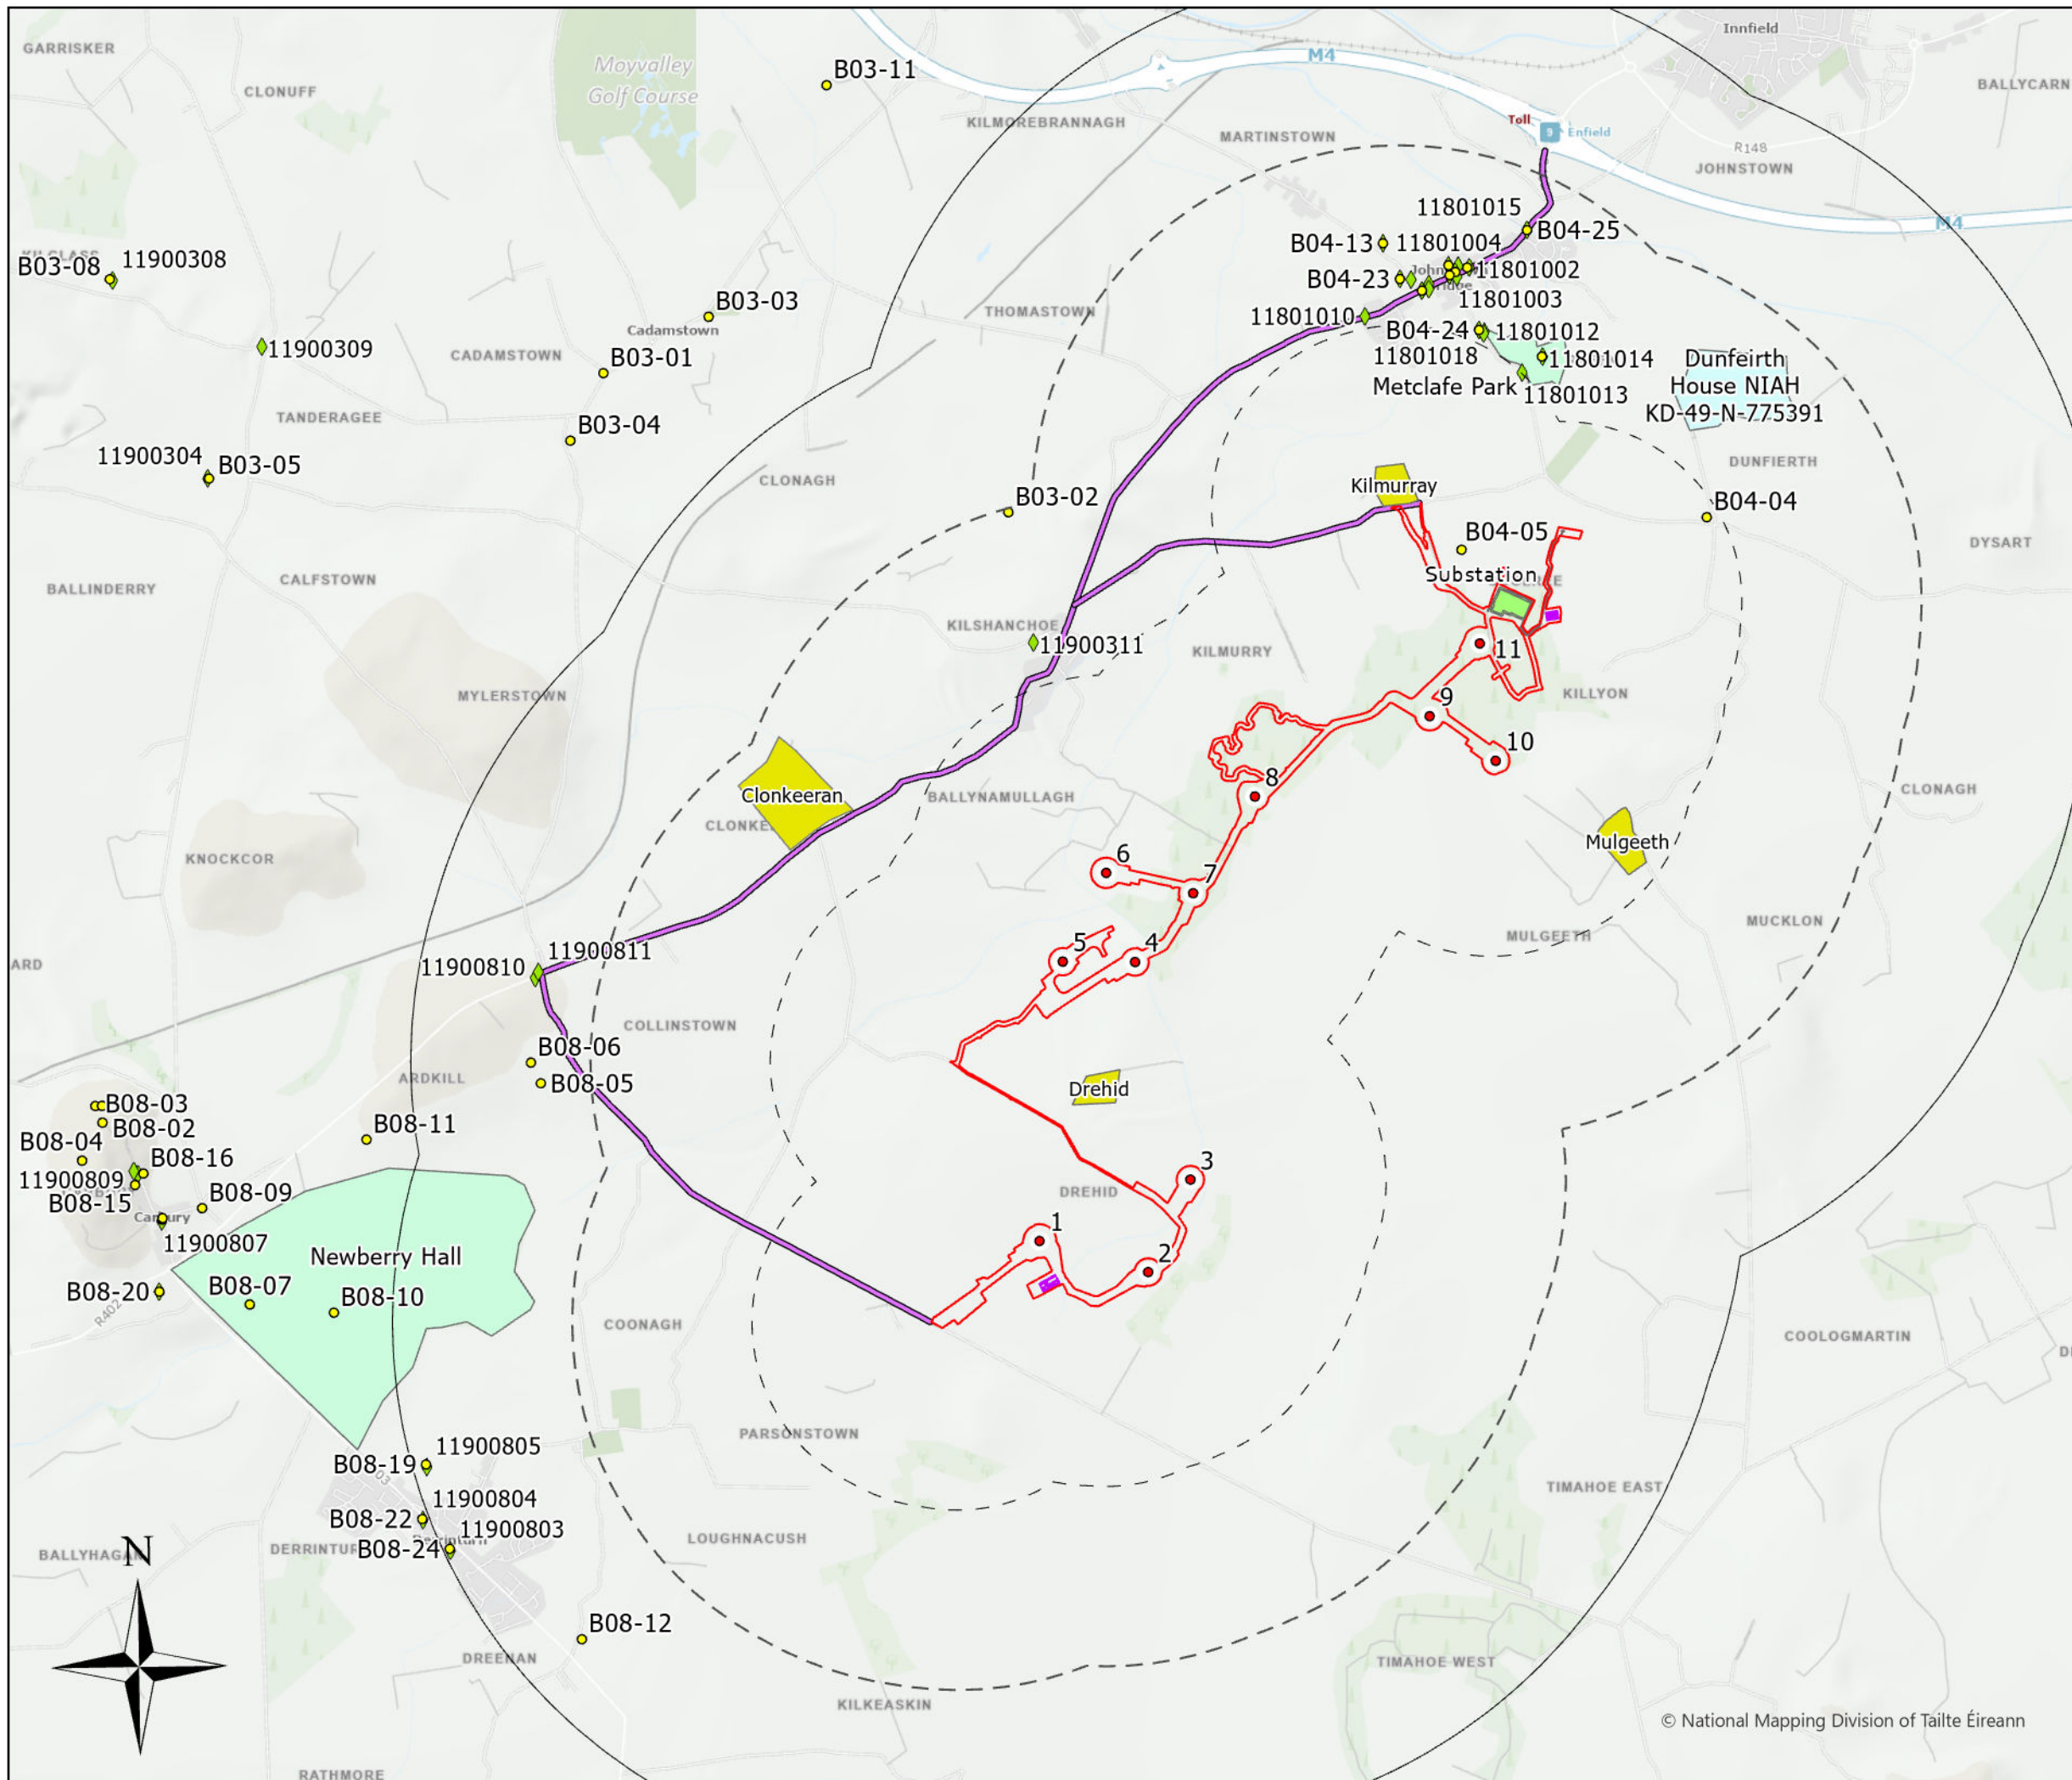 GARRISKER
Moyvalley
Golf Course
B03-11
M4
Innfield
CLONUFF
BALLYCARN
KILMOREBRANNAGH
MARTINSTOWN
Toll
9
Enfield
R148
JOHNSTOWN
M4
11801015
B04-25
B04-13
11801004
B03-08
11900308
11801002
B04-23
11801003
B03-03
THOMASTOWN
11801010
Cadamstown
B04-24
11801012
11900309
CADAMSTOWN
B03-01
11801018
11801014
Dunfeirth
House NIAH
KD-49-N-775391
Metclafe Park
11801013
TANDERAGEE
B03-04
11900304
B03-05
CLONAGH
Kilmurray
DUNFIERTH
B03-02
B04-04
B04-05
DYSART
BALLINDERRY
CALFSTOWN
Substation
KILSHANCHOE
11900311
KILMURRY
11
MYLERSTOWN
KILLYON
9
10
8
Clonkeeran
BALLYNAMULLAGH
CLONAGH
Mulgeeth
KNOCKCOR
6
7
MUCKLON
MULGEETH
5
4
ARD
11900811
11900810
COLLINSTOWN
B08-06
B08-05
ARDKILL
Drehid
B08-03
B08-02
B08-11
B08-04
B08-16
11900809
B08-15
B08-09
3
DREHID
Carbury
11900807
1
Newberry Hall
2
B08-20
B08-07
B08-10
R402
COONAGH
COOLOGMARTIN
PARSONSTOWN
11900805
B08-19
TIMAHOE EAST
11900804
B08-22
11900803
B08-24
LOUGHNACUSH
BALLYHAGAN
N
B08-12
DREENAN
TIMAHOE WEST
KILKEASKIN
© National Mapping Division of Tailte Éireann
RATHMORE